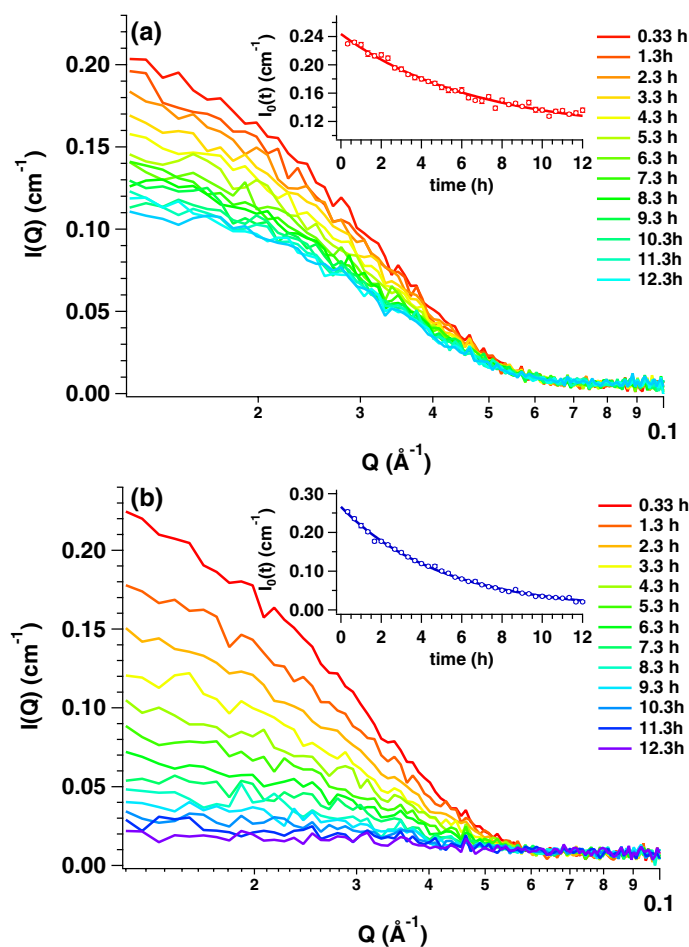 (a)
I(Q) (cm-1)
0.20
0.15
0.10
0.05
0.00
2
3
4
5
6
7
8
9
0.1
Q (Å-1)
I0(t) (cm-1)
0.24
0.20
0.16
0.12
0
2
4
6
8
10
12
time (h)
0.33 h
1.3h
2.3 h
3.3 h
4.3 h
5.3 h
6.3 h
7.3 h
8.3 h
9.3 h
10.3h
11.3h
12.3h
(b)
I(Q) (cm-1)
0.20
0.15
0.10
0.05
0.00
2
3
4
5
6
7
8
9
0.1
Q (Å-1)
I0(t) (cm-1)
0.30
0.20
0.10
0.00
0
2
4
6
8
10
12
time (h)
0.33 h
1.3 h
2.3 h
3.3 h
4.3 h
5.3 h
6.3 h
7.3 h
8.3 h
9.3 h
10.3h
11.3h
12.3h